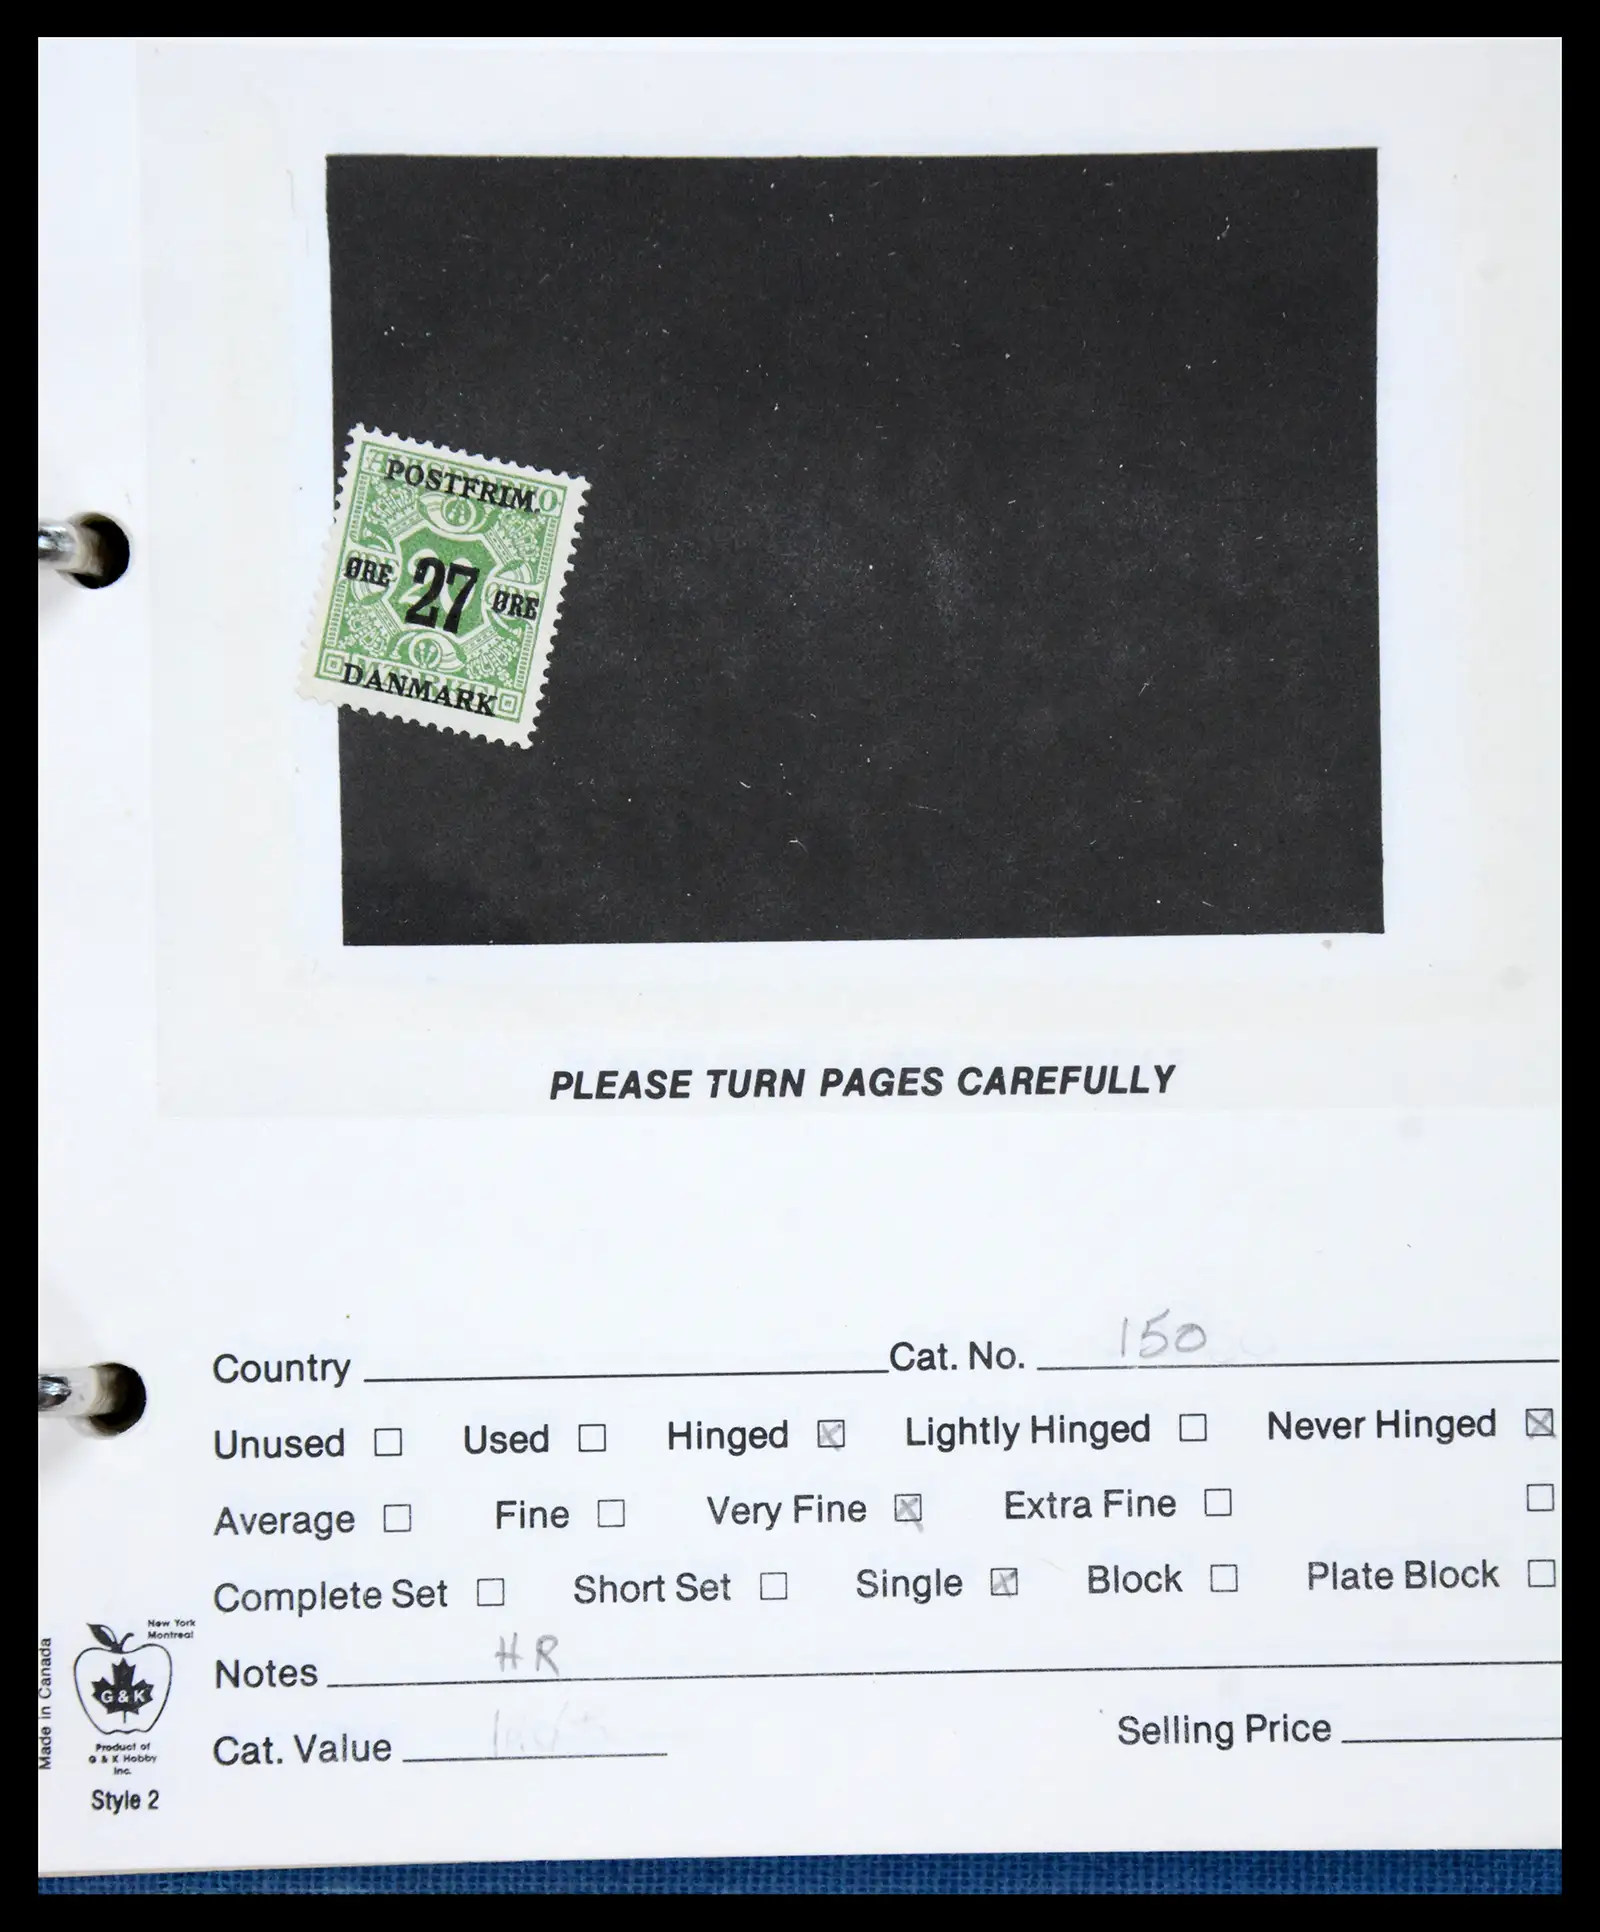 POSTFRIM.
ØRE 27 ØRE
DANMARK
PLEASE TURN PAGES CAREFULLY
Country Cat. No. 150
Unused Used Hinged Lightly Hinged Never Hinged
Average Fine Very Fine Extra Fine
Complete Set Short Set Single Block Plate Block
Notes HR
Cat. Value Selling Price
Made in Canada
New York
Montreal
G & K
Product of
G & K Hobby
Inc.
Style 2